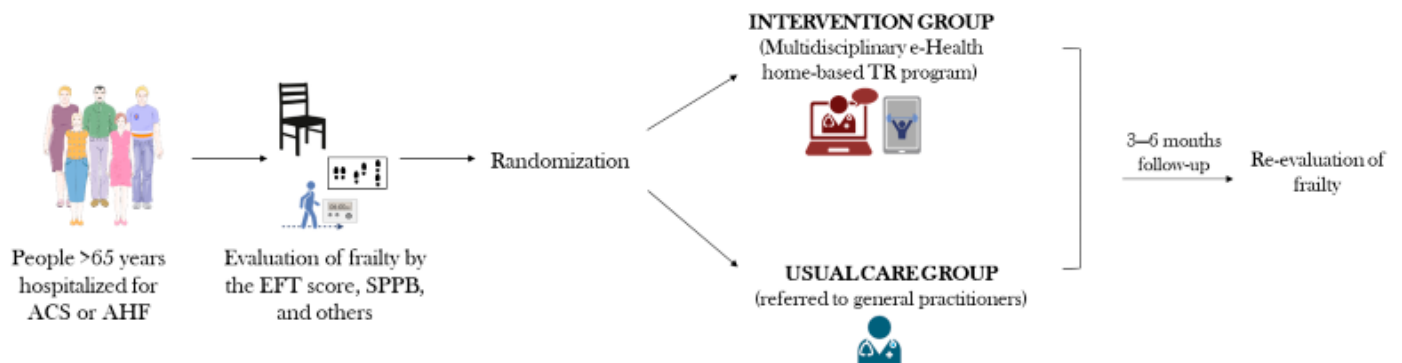 People >65 years
hospitalized for
ACS or AHF
Evaluation of frailty by
the EFT score, SPPB,
and others
Randomization
INTERVENTION GROUP
(Multidisciplinary e-Health
home-based TR program)
USUAL CARE GROUP
(referred to general practitioners)
3–6 months
follow-up
Re-evaluation of
frailty